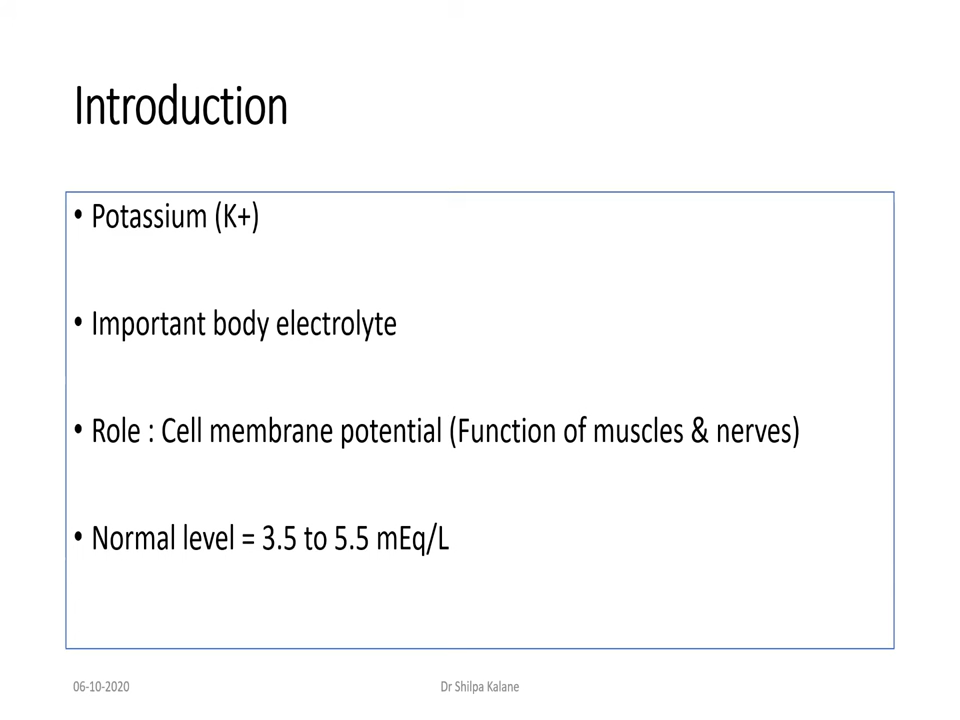 Introduction
• Potassium (K+)
• Important body electrolyte
• Role : Cell membrane potential (Function of muscles & nerves)
• Normal level = 3.5 to 5.5 mEq/L
06-10-2020
Dr Shilpa Kalane